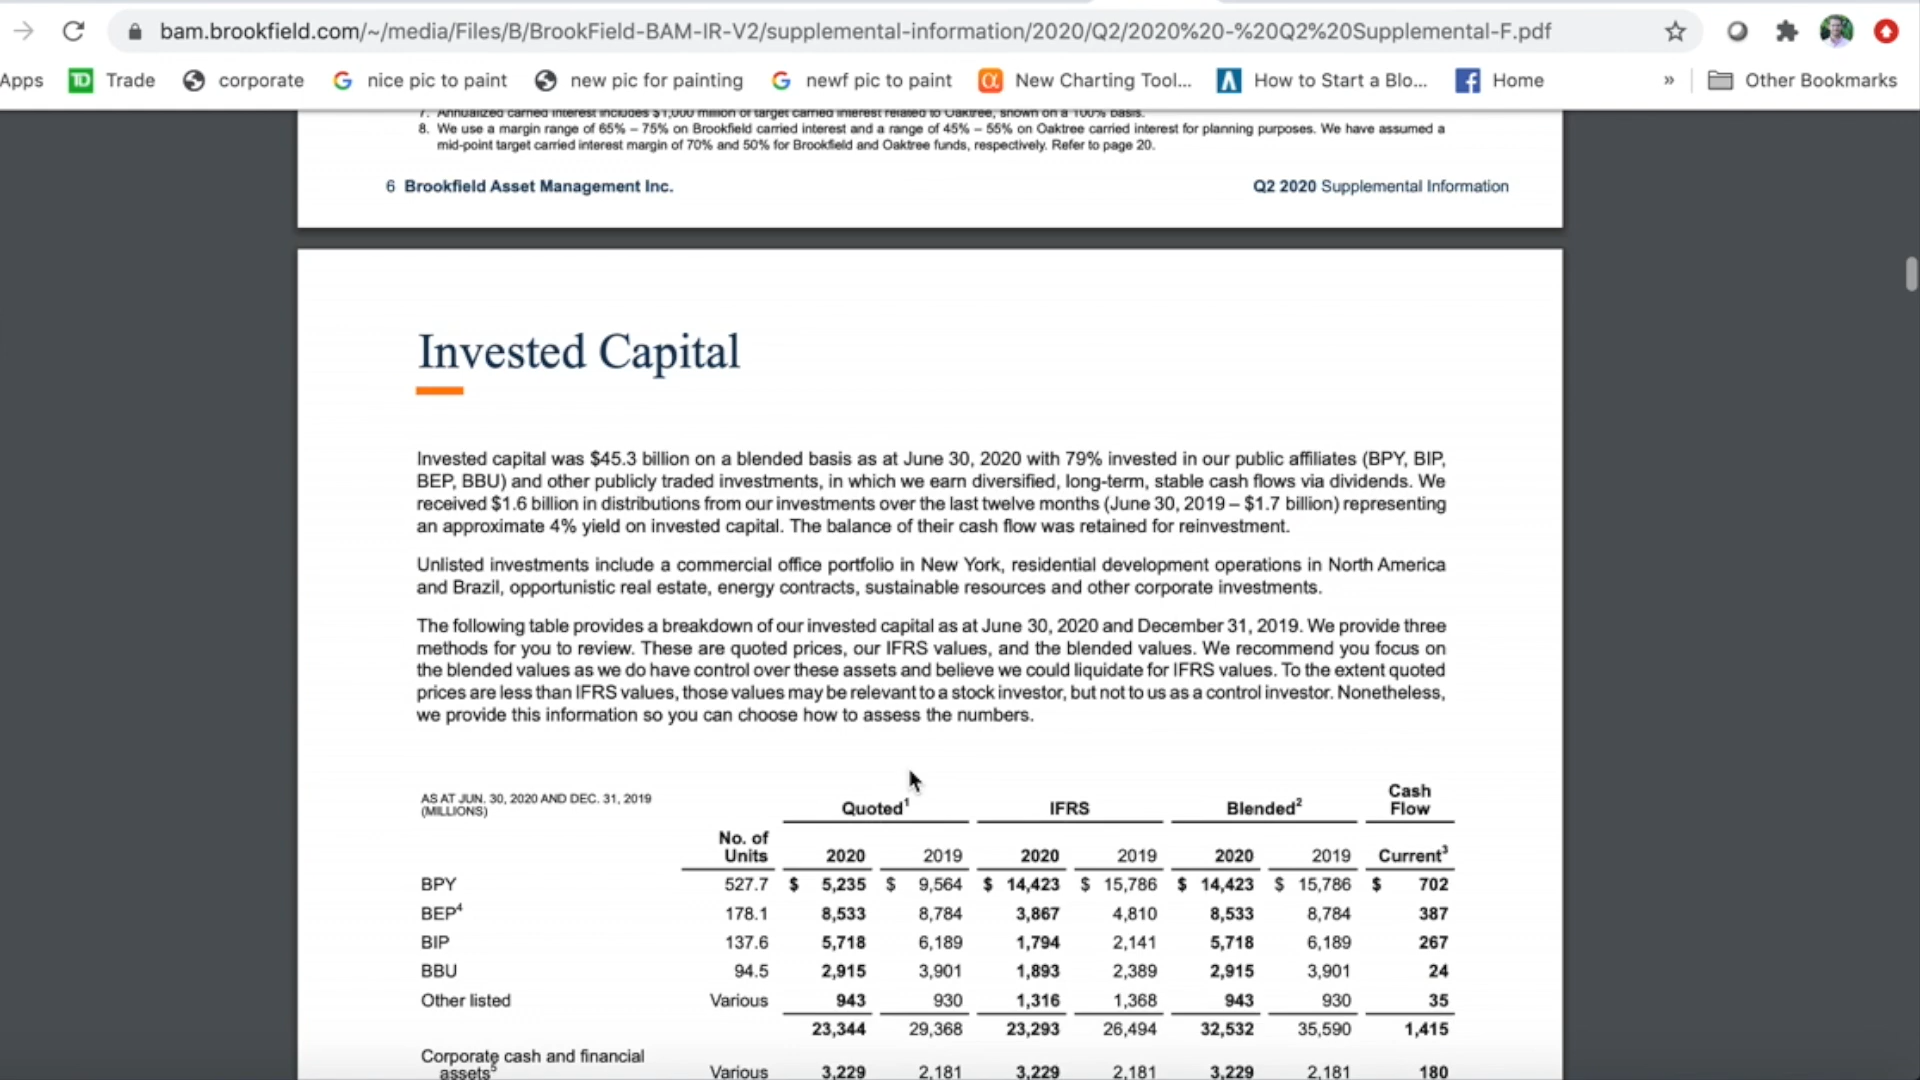 bam.brookfield.com/~/media/Files/B/BrookField-BAM-IR-V2/supplemental-information/2020/Q2/2020%20-%20Q2%20Supplemental-F.pdf
Apps Trade corporate nice pic to paint new pic for painting newf pic to paint New Charting Tool... How to Start a Blo... Home » Other Bookmarks
7. Annualized carried interest includes $1,000 million of target carried interest related to Oaktree, shown on a 100% basis.
8. We use a margin range of 65% – 75% on Brookfield carried interest and a range of 45% – 55% on Oaktree carried interest for planning purposes. We have assumed a
mid-point target carried interest margin of 70% and 50% for Brookfield and Oaktree funds, respectively. Refer to page 20.
6 Brookfield Asset Management Inc. Q2 2020 Supplemental Information
Invested Capital
Invested capital was $45.3 billion on a blended basis as at June 30, 2020 with 79% invested in our public affiliates (BPY, BIP,
BEP, BBU) and other publicly traded investments, in which we earn diversified, long-term, stable cash flows via dividends. We
received $1.6 billion in distributions from our investments over the last twelve months (June 30, 2019 – $1.7 billion) representing
an approximate 4% yield on invested capital. The balance of their cash flow was retained for reinvestment.
Unlisted investments include a commercial office portfolio in New York, residential development operations in North America
and Brazil, opportunistic real estate, energy contracts, sustainable resources and other corporate investments.
The following table provides a breakdown of our invested capital as at June 30, 2020 and December 31, 2019. We provide three
methods for you to review. These are quoted prices, our IFRS values, and the blended values. We recommend you focus on
the blended values as we do have control over these assets and believe we could liquidate for IFRS values. To the extent quoted
prices are less than IFRS values, those values may be relevant to a stock investor, but not to us as a control investor. Nonetheless,
we provide this information so you can choose how to assess the numbers.
AS AT JUN. 30, 2020 AND DEC. 31, 2019
(MILLIONS)
Quoted1 IFRS Blended2 Cash Flow
No. of Units 2020 2019 2020 2019 2020 2019 Current3
BPY 527.7 $ 5,235 $ 9,564 $ 14,423 $ 15,786 $ 14,423 $ 15,786 $ 702
BEP4 178.1 8,533 8,784 3,867 4,810 8,533 8,784 387
BIP 137.6 5,718 6,189 1,794 2,141 5,718 6,189 267
BBU 94.5 2,915 3,901 1,893 2,389 2,915 3,901 24
Other listed Various 943 930 1,316 1,368 943 930 35
23,344 29,368 23,293 26,494 32,532 35,590 1,415
Corporate cash and financial
assets5 Various 3,229 2,181 3,229 2,181 3,229 2,181 180